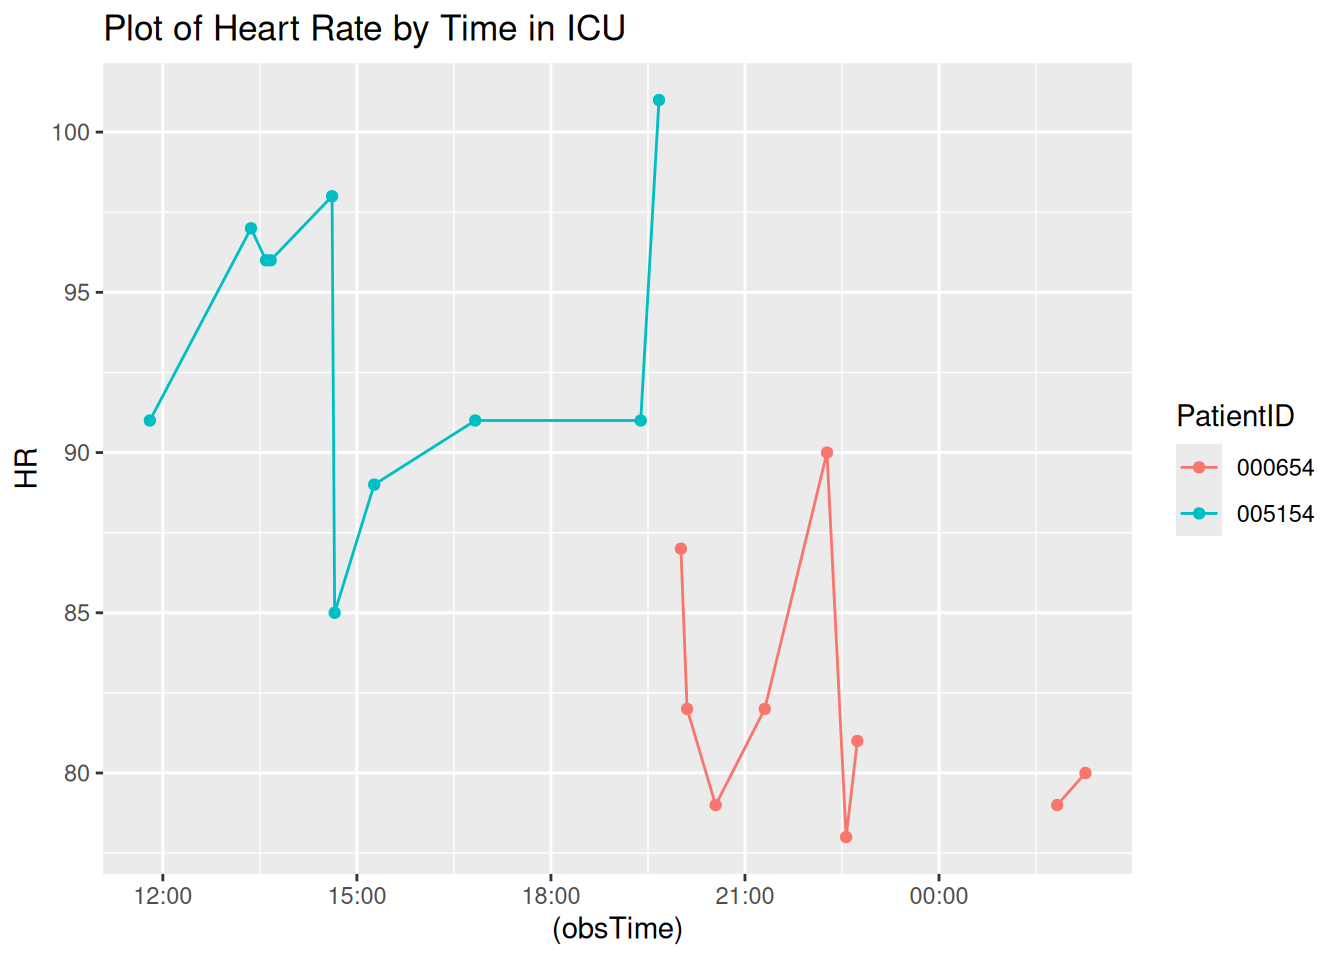 Plot of Heart Rate by Time in ICU
100
95
90
85
80
HR
12:00 15:00 18:00 21:00 00:00
(obsTime)
PatientID
000654
005154